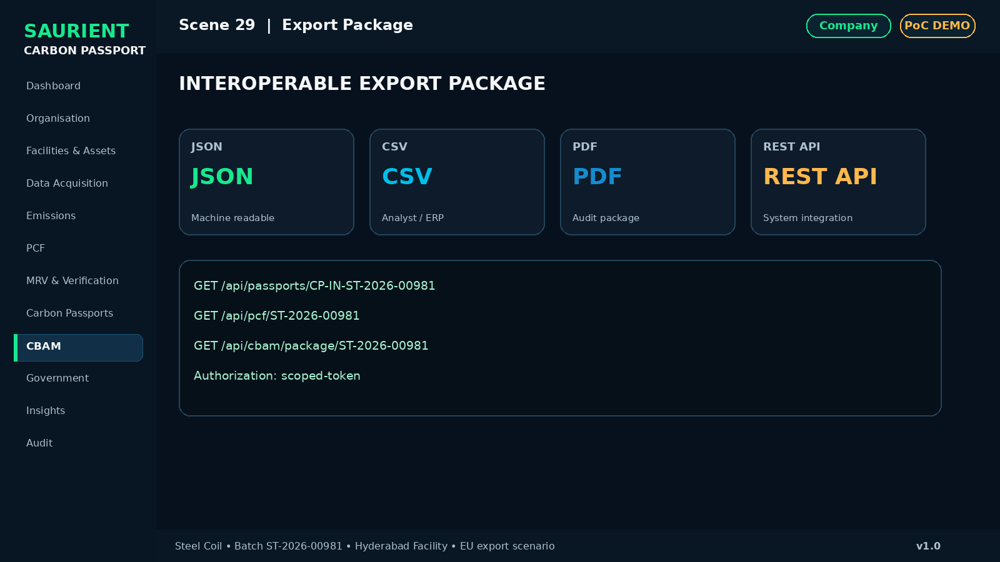 SAURIENT
CARBON PASSPORT
Dashboard
Organisation
Facilities & Assets
Data Acquisition
Emissions
PCF
MRV & Verification
Carbon Passports
CBAM
Government
Insights
Audit
Scene 29 | Export Package
Company
PoC DEMO
INTEROPERABLE EXPORT PACKAGE
JSON
JSON
Machine readable
CSV
CSV
Analyst / ERP
PDF
PDF
Audit package
REST API
REST API
System integration
GET /api/passports/CP-IN-ST-2026-00981
GET /api/pcf/ST-2026-00981
GET /api/cbam/package/ST-2026-00981
Authorization: scoped-token
Steel Coil • Batch ST-2026-00981 • Hyderabad Facility • EU export scenario
v1.0